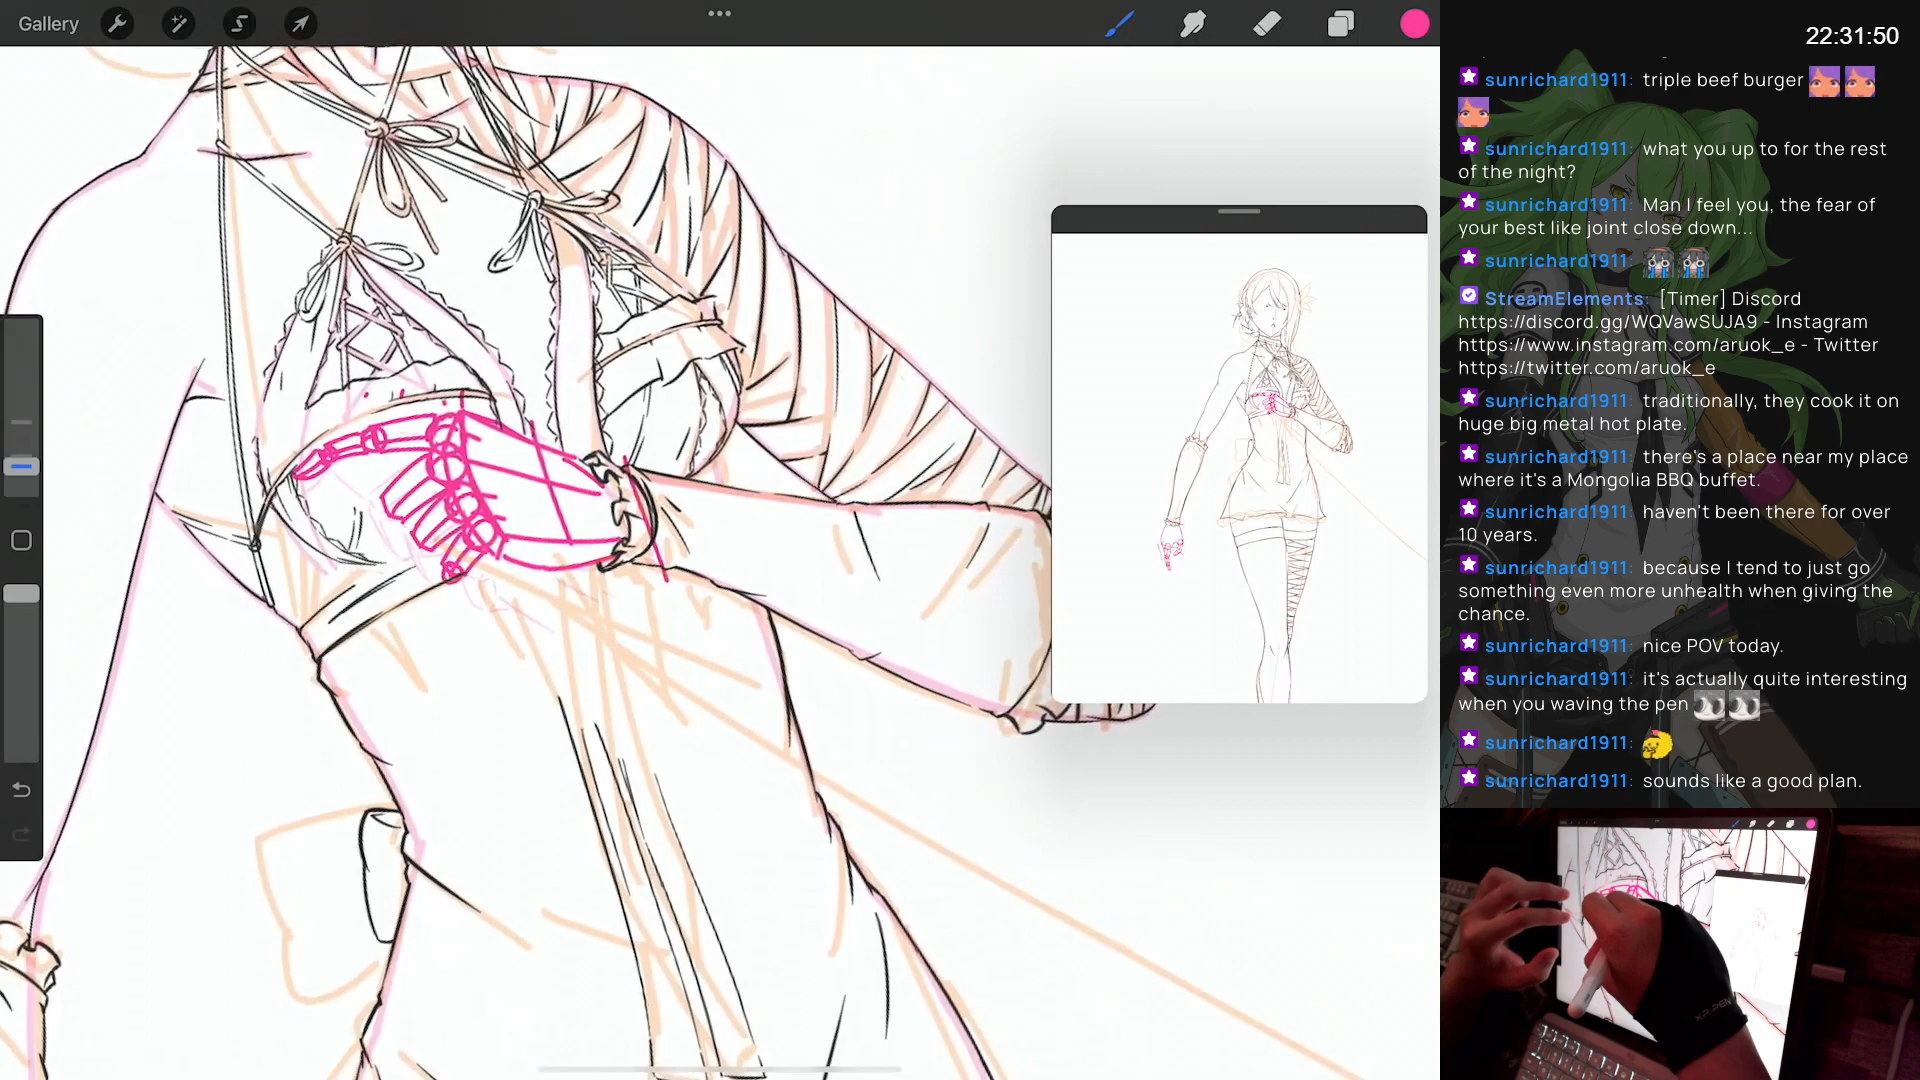 Gallery
22:31:50
sunrichard1911: triple beef burger
sunrichard1911: what you up to for the rest
of the night?
sunrichard1911: Man I feel you, the fear of
your best like joint close down...
sunrichard1911:
StreamElements: [Timer] Discord
https://discord.gg/WQVawSUJA9 - Instagram
https://www.instagram.com/aruok_e - Twitter
https://twitter.com/aruok_e
sunrichard1911: traditionally, they cook it on
huge big metal hot plate.
sunrichard1911: there's a place near my place
where it's a Mongolia BBQ buffet.
sunrichard1911: haven't been there for over
10 years.
sunrichard1911: because I tend to just go
something even more unhealth when giving the
chance.
sunrichard1911: nice POV today.
sunrichard1911: it's actually quite interesting
when you waving the pen
sunrichard1911:
sunrichard1911: sounds like a good plan.
XP-PEN